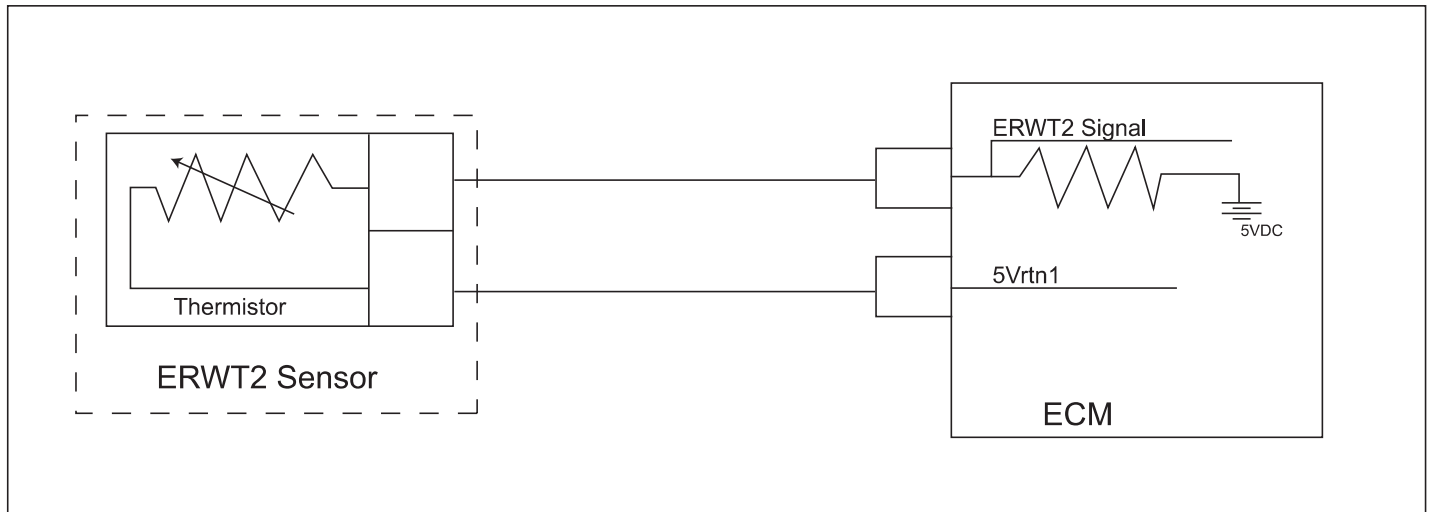 ERWT2 Signal
5VDC
5Vrtn1
Thermistor
ERWT2 Sensor
ECM